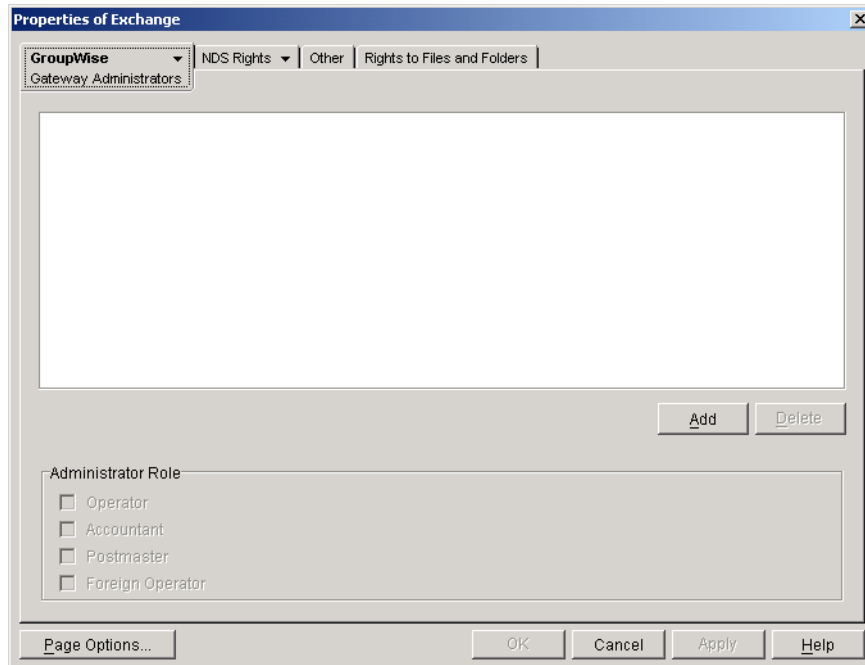 Properties of Exchange
GroupWise NDS Rights Other Rights to Files and Folders
Gateway Administrators
Add Delete
Administrator Role
Operator
Accountant
Postmaster
Foreign Operator
Page Options... OK Cancel Apply Help